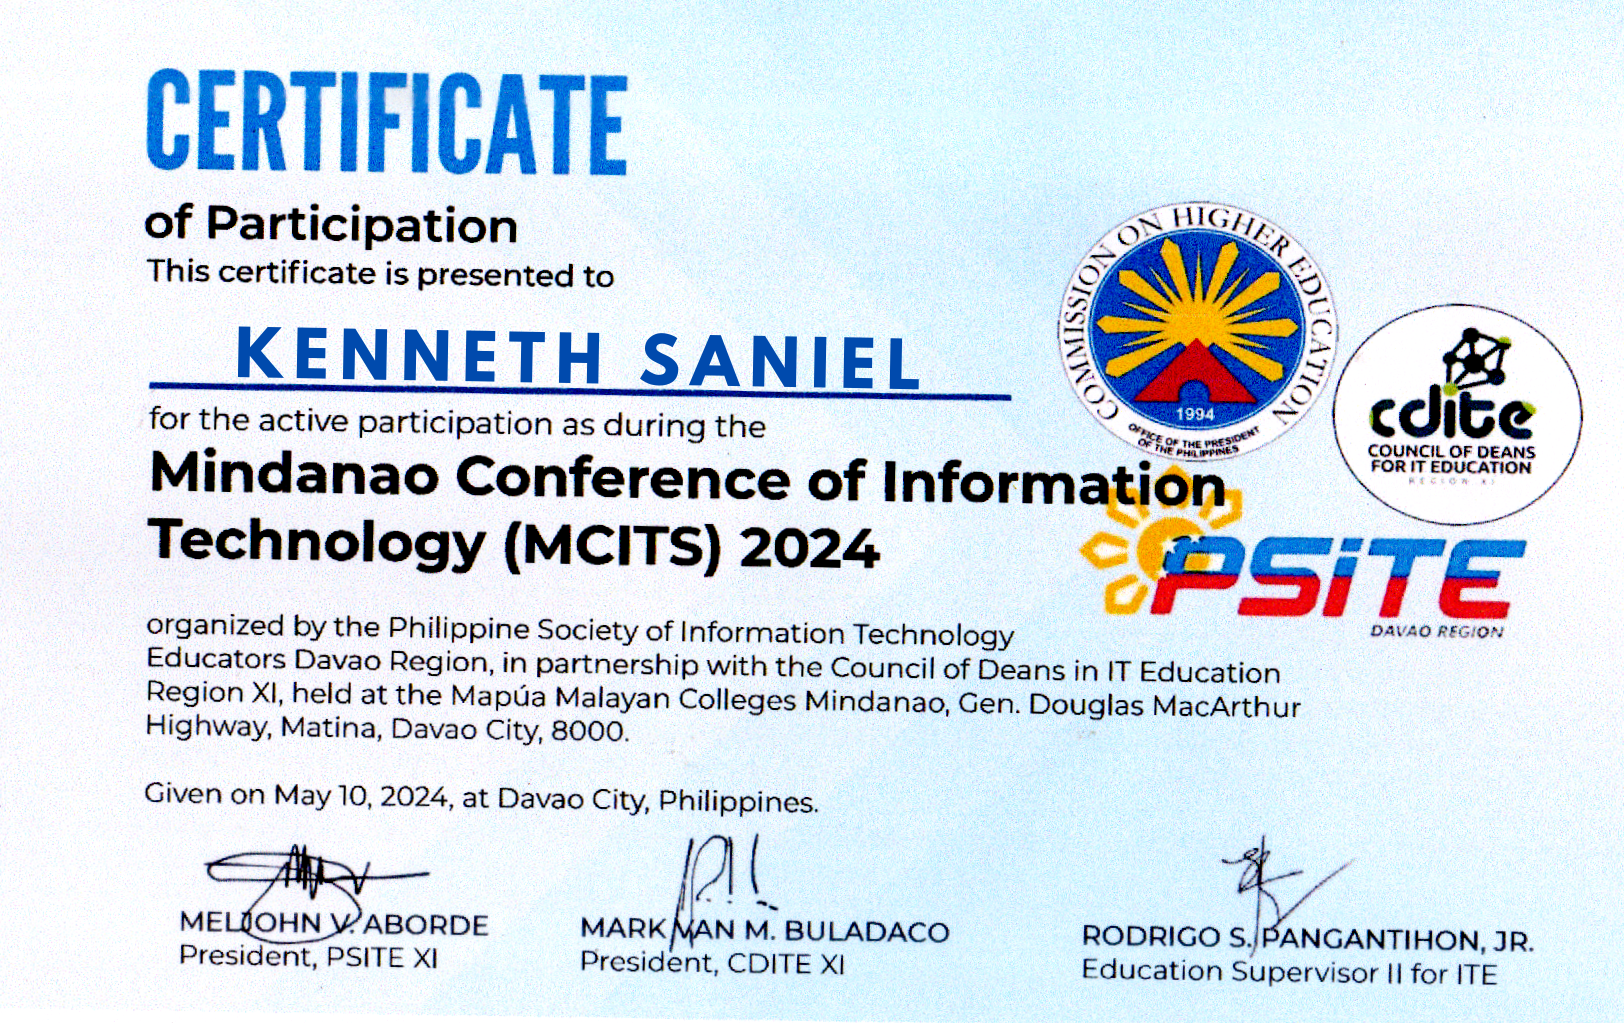 CERTIFICATE
of Participation
This certificate is presented to
KENNETH SANIEL
for the active participation as during the
Mindanao Conference of Information
Technology (MCITS) 2024
organized by the Philippine Society of Information Technology
Educators Davao Region, in partnership with the Council of Deans in IT Education
Region XI, held at the Mapúa Malayan Colleges Mindanao, Gen. Douglas MacArthur
Highway, Matina, Davao City, 8000.
Given on May 10, 2024, at Davao City, Philippines.
MELJOHN V. ABORDE
President, PSITE XI
MARK VAN M. BULADACO
President, CDITE XI
RODRIGO S. PANGANTIHON, JR.
Education Supervisor II for ITE
COMMISSION ON HIGHER EDUCATION
1994
OFFICE OF THE PRESIDENT
OF THE PHILIPPINES
cdite
COUNCIL OF DEANS
FOR IT EDUCATION
REGION XI
PSiTE
DAVAO REGION